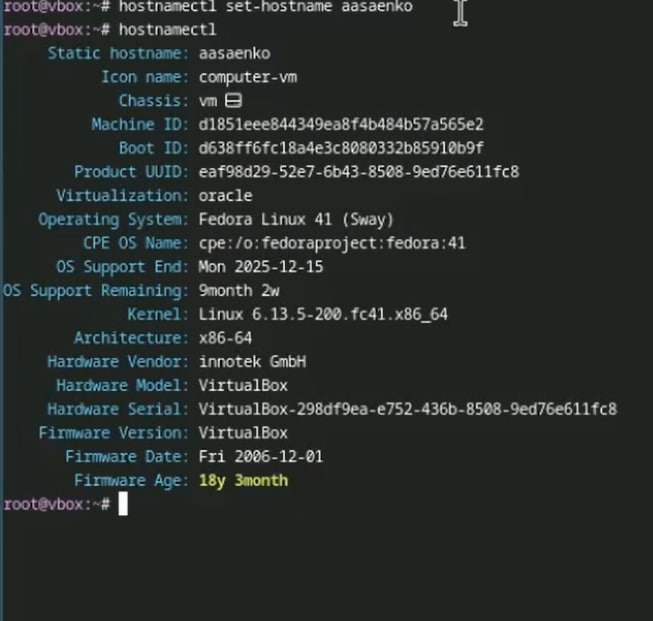 root@vbox:~# hostnamectl set-hostname aasaenko
root@vbox:~# hostnamectl
Static hostname: aasaenko
Icon name: computer-vm
Chassis: vm
Machine ID: d1851eee844349ea8f4b484b57a565e2
Boot ID: d638ff6fc18a4e3c8080332b85910b9f
Product UUID: eaf98d29-52e7-6b43-8508-9ed76e611fc8
Virtualization: oracle
Operating System: Fedora Linux 41 (Sway)
CPE OS Name: cpe:/o:fedoraproject:fedora:41
OS Support End: Mon 2025-12-15
OS Support Remaining: 9month 2w
Kernel: Linux 6.13.5-200.fc41.x86_64
Architecture: x86-64
Hardware Vendor: innotek GmbH
Hardware Model: VirtualBox
Hardware Serial: VirtualBox-298df9ea-e752-436b-8508-9ed76e611fc8
Firmware Version: VirtualBox
Firmware Date: Fri 2006-12-01
Firmware Age: 18y 3month
root@vbox:~#